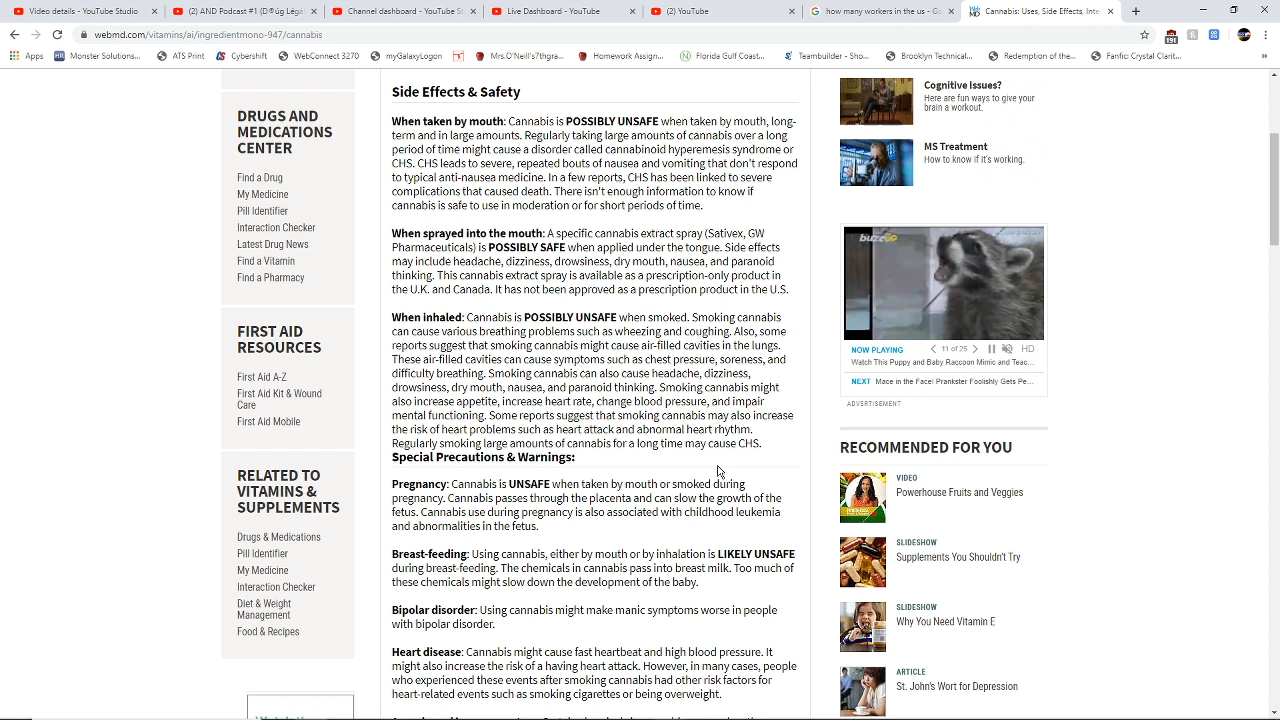 Video details - YouTube
(2) AND Podcast #1 (D®ug Légal
Channel dashboard - YouTube
Live Dashboard - YouTube
(2) YouTube
how many workers in the us - Go
Cannabis: Uses, Side Effects, Inte
webmd.com/vitamins/ai/ingredientmono-947/cannabis
191
Apps
Monster Solutions...
ATS Print
Cybershift
WebConnect 3270
myGalaxyLogon
Mrs.O'Neill's7thgra...
Homework Assign...
Florida Gulf Coast...
Teambuilder - Sho...
Brooklyn Technical...
Redemption of the...
Fanfic: Crystal Clarit...
»
DRUGS AND
MEDICATIONS
CENTER
Find a Drug
My Medicine
Pill Identifier
Interaction Checker
Latest Drug News
Find a Vitamin
Find a Pharmacy
FIRST AID
RESOURCES
First Aid A-Z
First Aid Kit & Wound
Care
First Aid Mobile
RELATED TO
VITAMINS &
SUPPLEMENTS
Drugs & Medications
Pill Identifier
My Medicine
Interaction Checker
Diet & Weight
Management
Food & Recipes
Side Effects & Safety
When taken by mouth: Cannabis is POSSIBLY UNSAFE when taken by mouth, long-
term and in large amounts. Regularly taking large amounts of cannabis over a long
period of time might cause a disorder called cannabinoid hyperemesis syndrome or
CHS. CHS leads to severe, repeated bouts of nausea and vomiting that don't respond
to typical anti-nausea medicine. In a few reports, CHS has been linked to severe
complications that caused death. There isn't enough information to know if
cannabis is safe to use in moderation or for short periods of time.
When sprayed into the mouth: A specific cannabis extract spray (Sativex, GW
Pharmaceuticals) is POSSIBLY SAFE when applied under the tongue. Side effects
may include headache, dizziness, drowsiness, dry mouth, nausea, and paranoid
thinking. This cannabis extract spray is available as a prescription-only product in
the U.K. and Canada. It has not been approved as a prescription product in the U.S.
When inhaled: Cannabis is POSSIBLY UNSAFE when smoked. Smoking cannabis
can cause various breathing problems such as wheezing and coughing. Also, some
reports suggest that smoking cannabis might cause air-filled cavities in the lungs.
These air-filled cavities can cause symptoms such as chest pressure, soreness, and
difficulty breathing. Smoking cannabis can also cause headache, dizziness,
drowsiness, dry mouth, nausea, and paranoid thinking. Smoking cannabis might
also increase appetite, increase heart rate, change blood pressure, and impair
mental functioning. Some reports suggest that smoking cannabis may also increase
the risk of heart problems such as heart attack and abnormal heart rhythm.
Regularly smoking large amounts of cannabis for a long time may cause CHS.
Special Precautions & Warnings:
Pregnancy: Cannabis is UNSAFE when taken by mouth or smoked during
pregnancy. Cannabis passes through the placenta and can slow the growth of the
fetus. Cannabis use during pregnancy is also associated with childhood leukemia
and abnormalities in the fetus.
Breast-feeding: Using cannabis, either by mouth or by inhalation is LIKELY UNSAFE
during breast-feeding. The chemicals in cannabis pass into breast milk. Too much of
these chemicals might slow down the development of the baby.
Bipolar disorder: Using cannabis might make manic symptoms worse in people
with bipolar disorder.
Heart disease: Cannabis might cause fast heartbeat and high blood pressure. It
might also increase the risk of a having heart attack. However, in many cases, people
who experienced these events after smoking cannabis had other risk factors for
heart-related events such as smoking cigarettes or being overweight.
Cognitive Issues?
Here are fun ways to give your
brain a workout.
MS Treatment
How to know if it's working.
buzz
NOW PLAYING
11 of 25
HD
Watch This Puppy and Baby Raccoon Mimic and Teac...
NEXT Mace in the Face! Prankster Foolishly Gets Pe...
ADVERTISEMENT
RECOMMENDED FOR YOU
VIDEO
Powerhouse Fruits and Veggies
SLIDESHOW
Supplements You Shouldn't Try
SLIDESHOW
Why You Need Vitamin E
ARTICLE
St. John's Wort for Depression